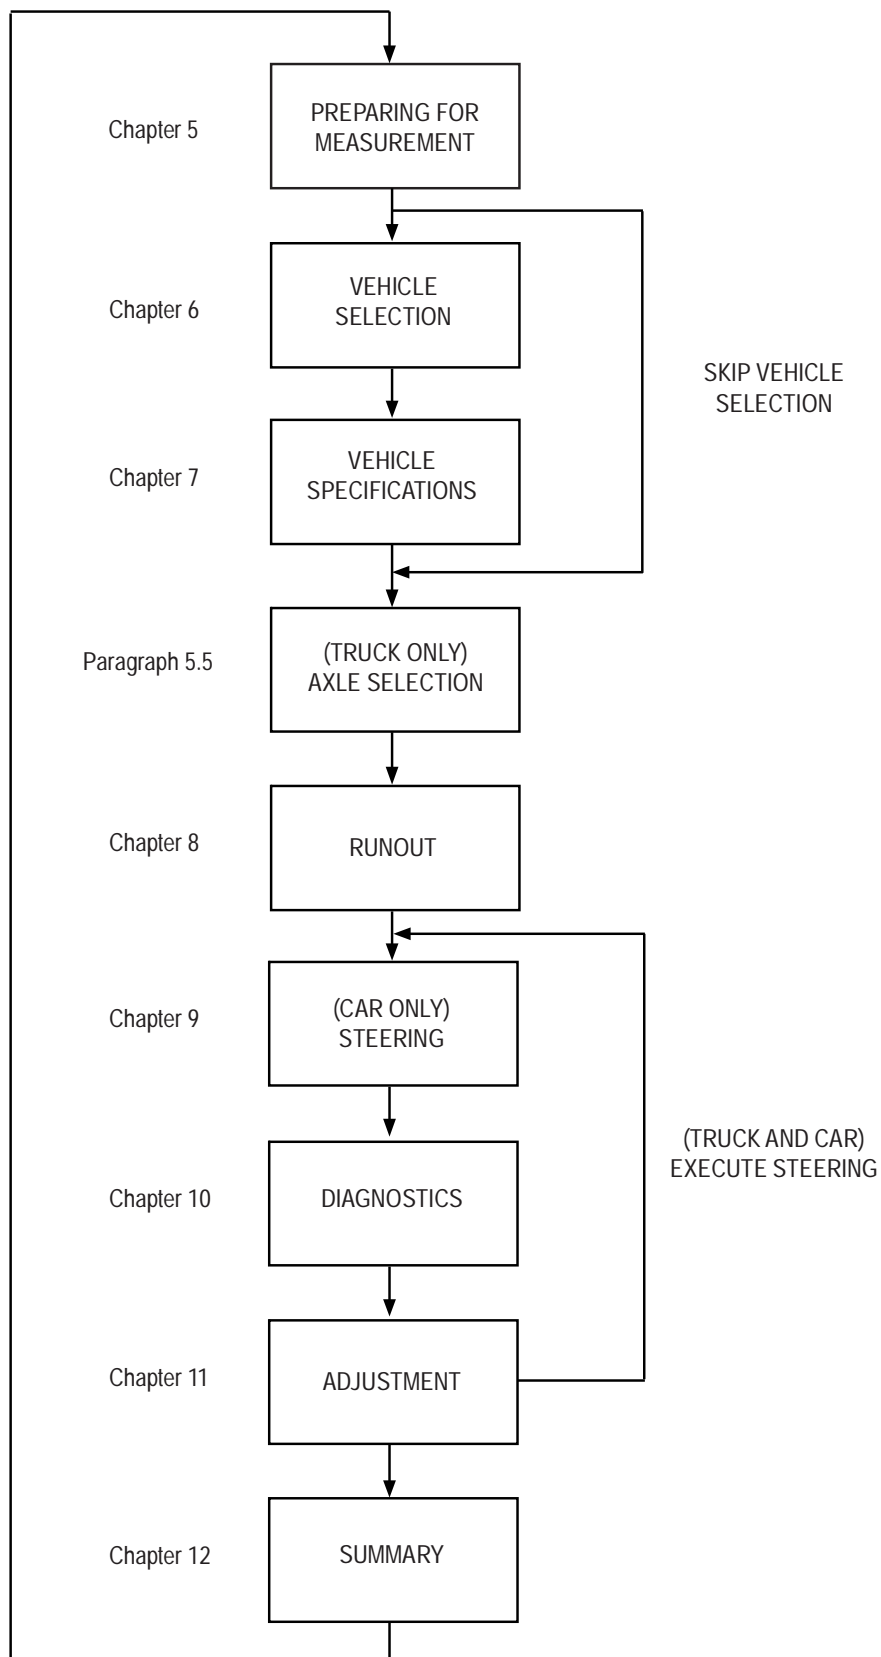 Chapter 5
PREPARING FOR
MEASUREMENT
Chapter 6
VEHICLE
SELECTION
SKIP VEHICLE
SELECTION
Chapter 7
VEHICLE
SPECIFICATIONS
Paragraph 5.5
(TRUCK ONLY)
AXLE SELECTION
Chapter 8
RUNOUT
Chapter 9
(CAR ONLY)
STEERING
(TRUCK AND CAR)
EXECUTE STEERING
Chapter 10
DIAGNOSTICS
Chapter 11
ADJUSTMENT
Chapter 12
SUMMARY